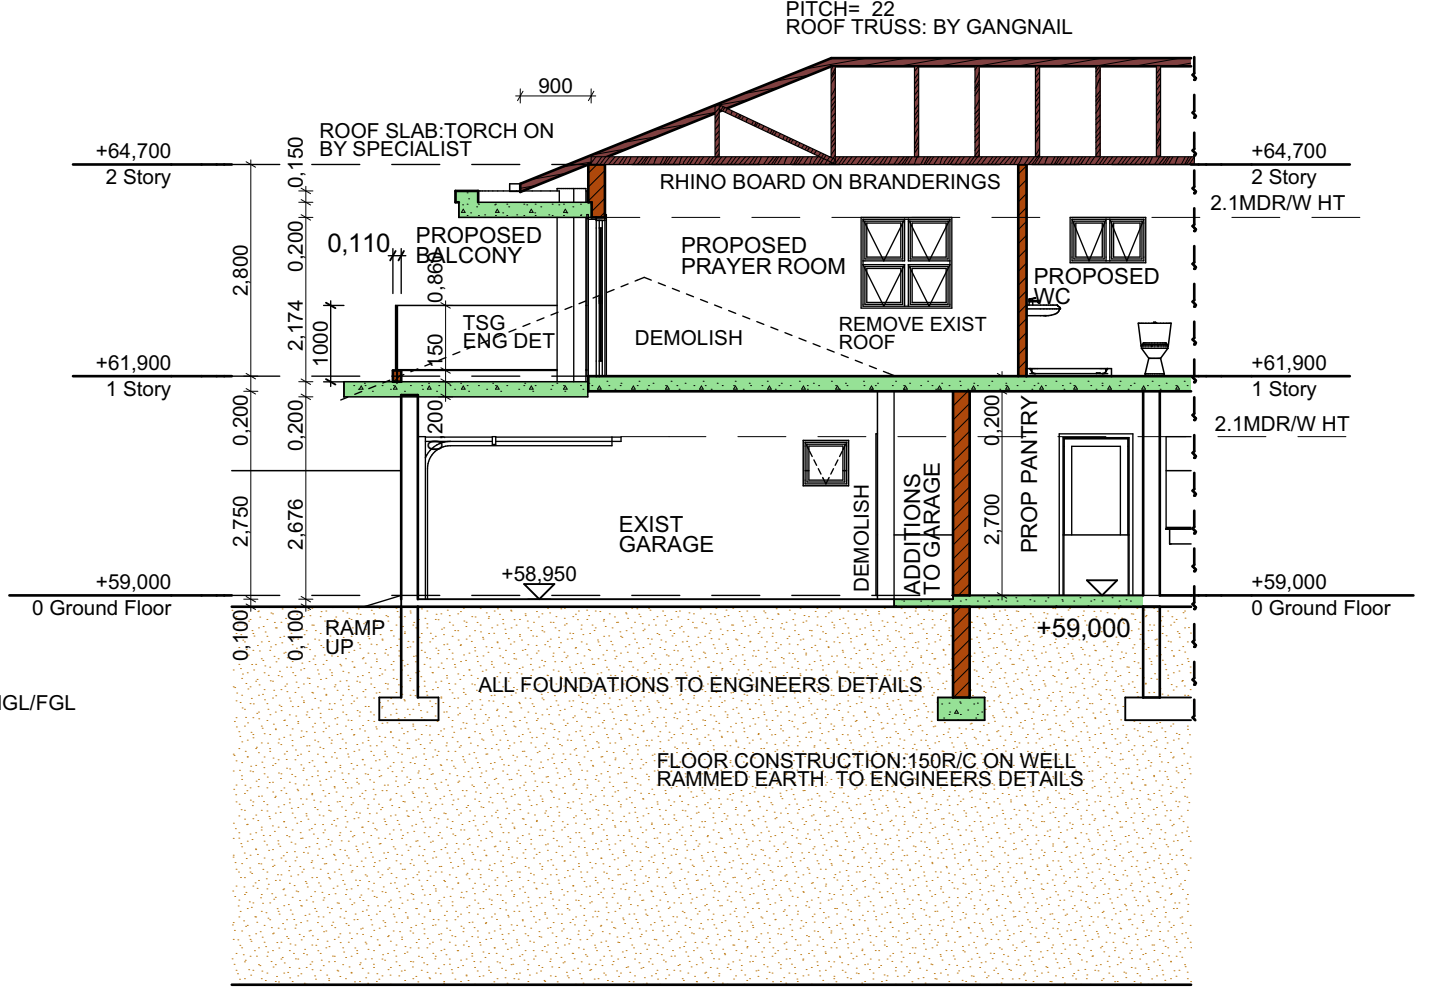 PITCH= 22
ROOF TRUSS: BY GANGNAIL
900
ROOF SLAB:TORCH ON
BY SPECIALIST
+64,700
2 Story
0,150
+64,700
2 Story
RHINO BOARD ON BRANDERINGS
2.1MDR/W HT
2,800
0,200
0,110
PROPOSED
BALCONY
0,860
PROPOSED
PRAYER ROOM
PROPOSED
WC
2,174
1000
TSG
ENG DET
150
DEMOLISH
REMOVE EXIST
ROOF
+61,900
1 Story
+61,900
1 Story
0,200
0,200
0,200
0,200
PROP PANTRY
2.1MDR/W HT
2,750
2,676
EXIST
GARAGE
DEMOLISH
ADDITIONS
TO GARAGE
2,700
+58,950
+59,000
0 Ground Floor
+59,000
0 Ground Floor
0,100
0,100
RAMP
UP
+59,000
ALL FOUNDATIONS TO ENGINEERS DETAILS
GL/FGL
FLOOR CONSTRUCTION:150R/C ON WELL
RAMMED EARTH TO ENGINEERS DETAILS